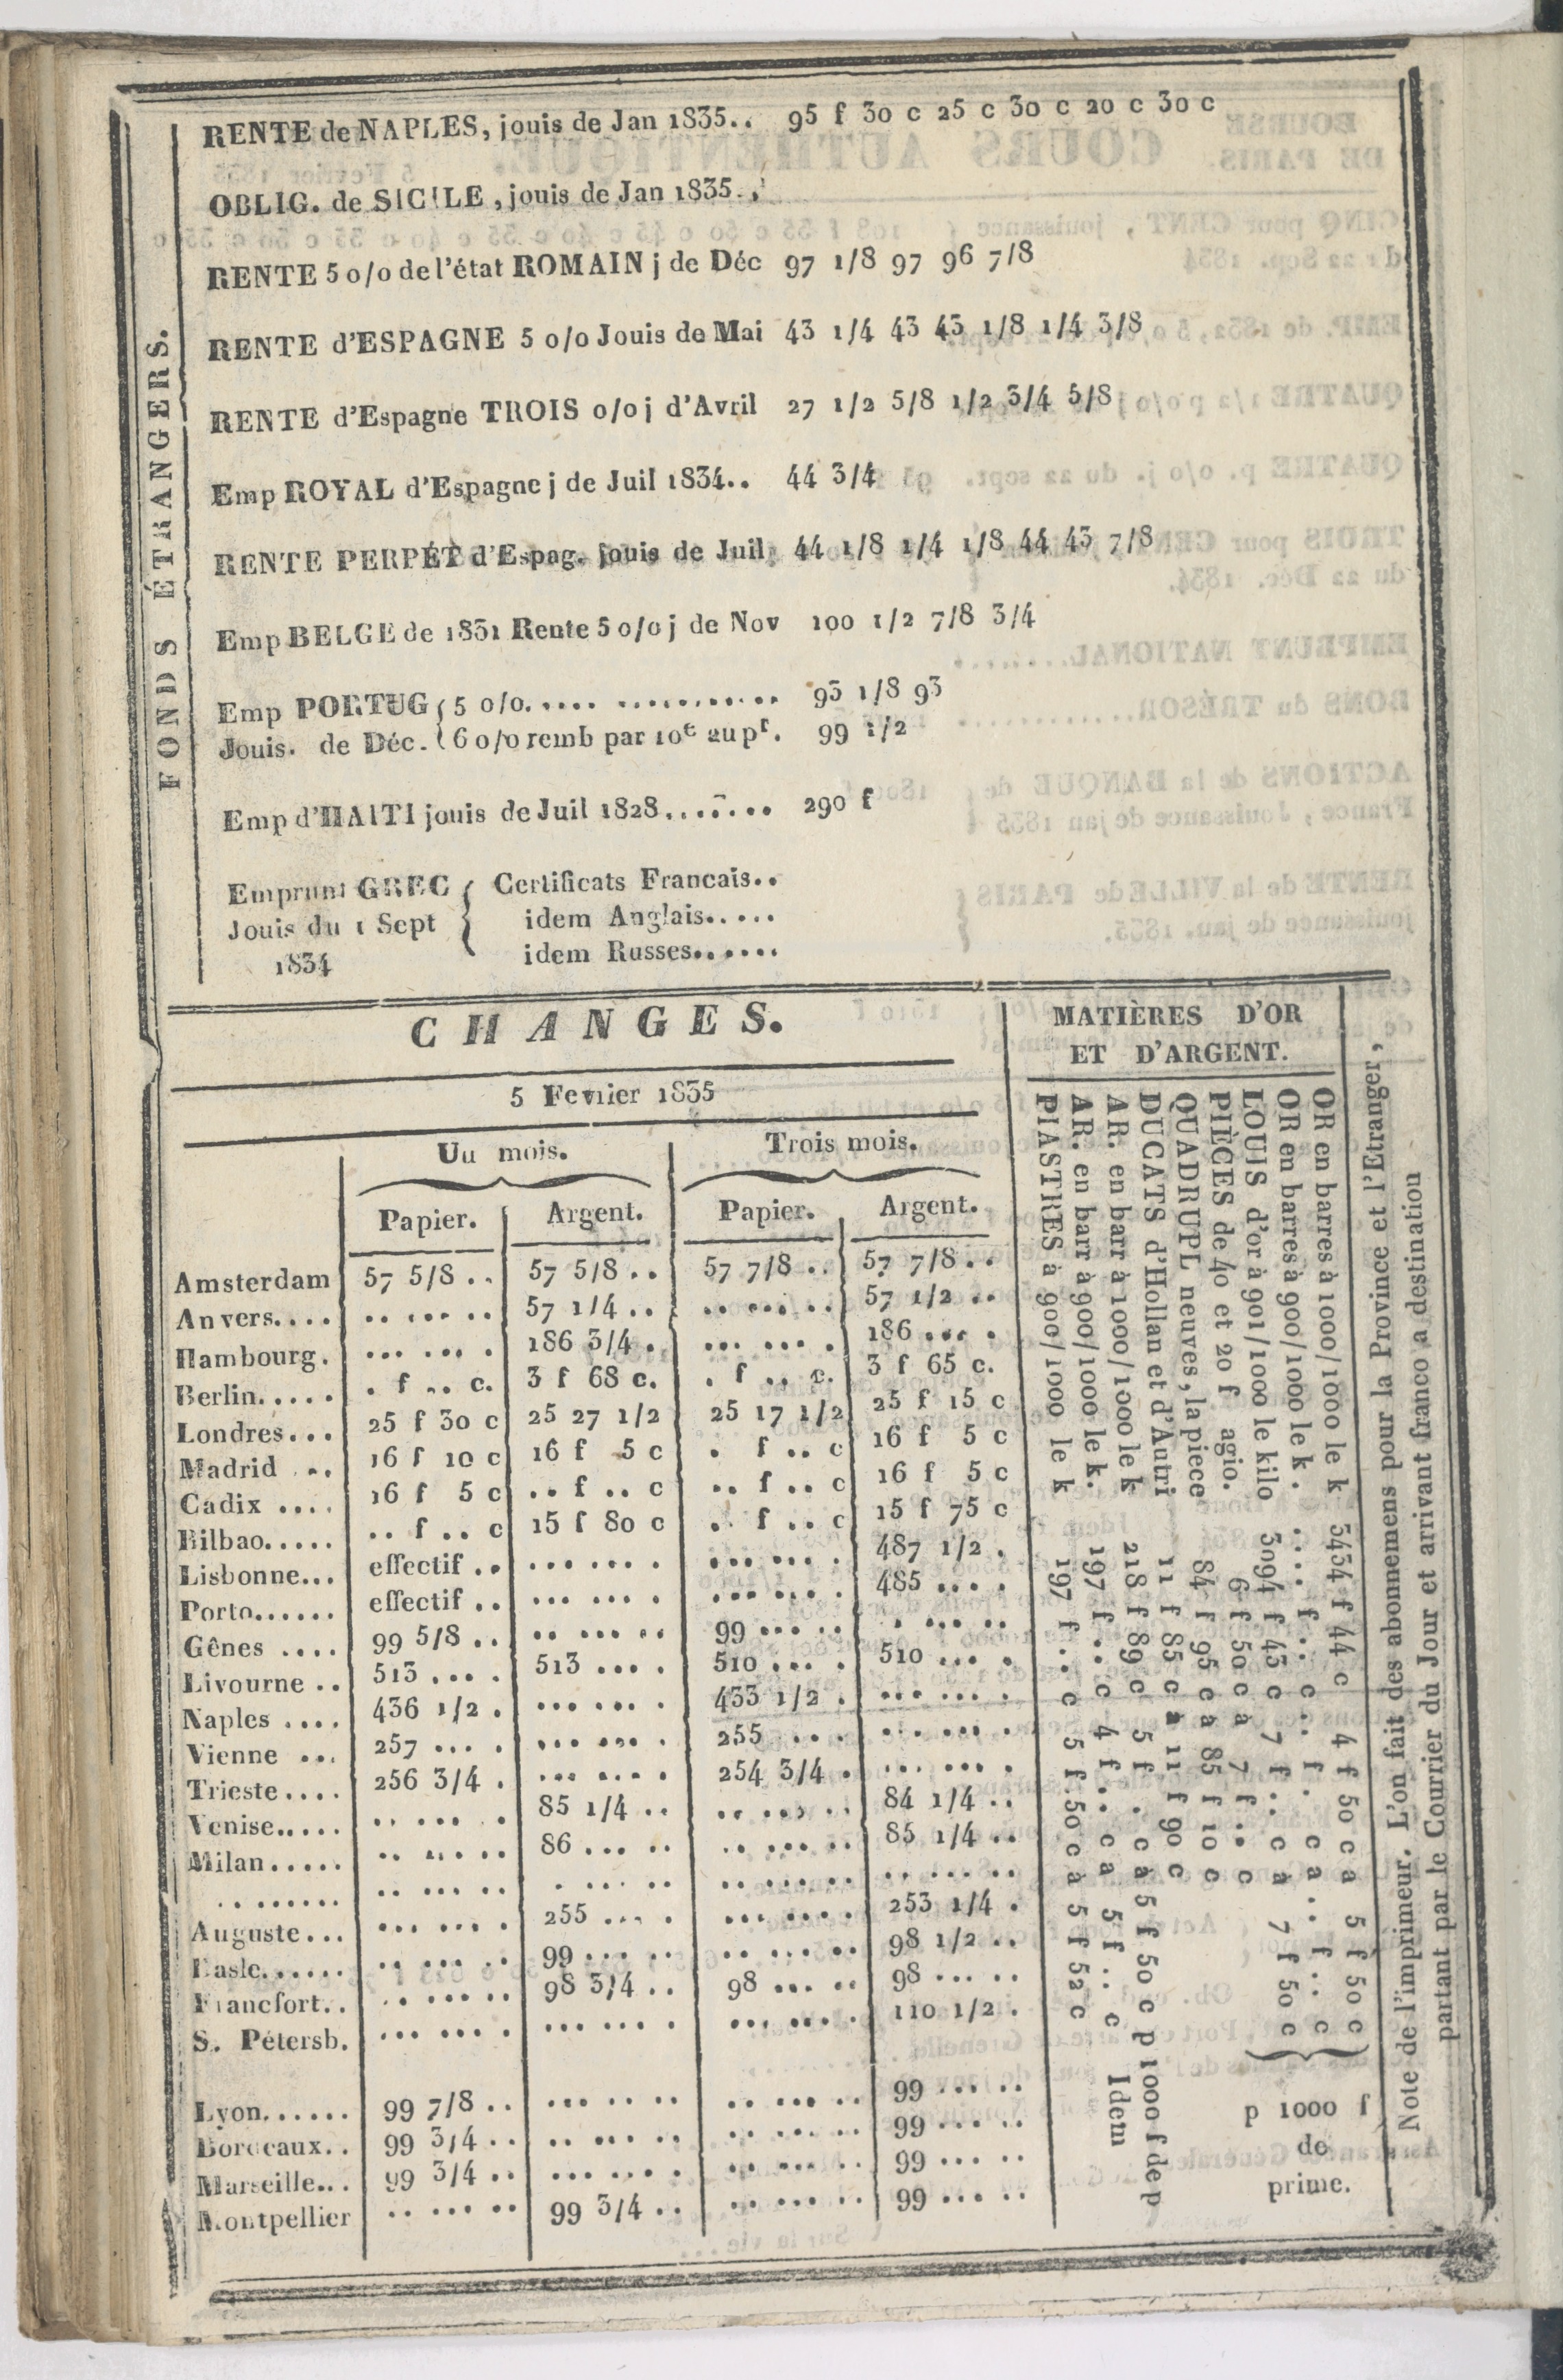 FONDS ÉTRANGERS.
RENTE de NAPLES, jouis de Jan 1835.. 95 f 30 c 25 c 30 c 20 c 30 c
OBLIG. de SICILE, jouis de Jan 1835.,
RENTE 5 o/o de l'état ROMAIN j de Déc 97 1/8 97 96 7/8
RENTE d'ESPAGNE 5 o/o Jouis de Mai 43 1/4 43 43 1/8 1/4 3/8
RENTE d'Espagne TROIS o/o j d'Avril 27 1/2 5/8 1/2 3/4 5/8
Emp ROYAL d'Espagne j de Juil 1834.. 44 3/4
RENTE PERPÉT d'Espag. jouis de Juil 44 1/8 1/4 1/8 44 43 7/8
Emp BELGE de 1831 Rente 5 o/o j de Nov 100 1/2 7/8 3/4
Emp PORTUG { 5 o/o..... ........... 93 1/8 93
Jouis. de Déc. { 6 o/o remb par 10e au pr. 99 1/2
Emp d'HAITI jouis de Juil 1828........ 290 f
Emprunt GREC { Certificats Francais..
Jouis du 1 Sept idem Anglais.....
1834 idem Russes......
CHANGES.
5 Fevrier 1835
Uu mois. Trois mois.
Papier. Argent. Papier. Argent.
Amsterdam 57 5/8 .. 57 5/8 .. 57 7/8 .. 57 7/8 ..
Anvers.... .. ... .. 57 1/4 .. .. ... .. 57 1/2 ..
Hambourg. ... ... . 186 3/4 . ... ... . 186 ... .
Berlin..... . f .. c. 3 f 68 c. . f .. c. 3 f 65 c.
Londres... 25 f 30 c 25 27 1/2 25 17 1/2 25 f 15 c
Madrid ... 16 f 10 c 16 f 5 c . f .. c 16 f 5 c
Cadix .... 16 f 5 c .. f .. c .. f .. c 16 f 5 c
Bilbao..... .. f .. c 15 f 80 c .. f .. c 15 f 75 c
Lisbonne... effectif .. ... ... . ... ... . 487 1/2 .
Porto...... effectif .. ... ... . ... ... . 485 ... .
Gênes .... 99 5/8 .. .. ... .. 99 ... .. . ... ..
Livourne .. 513 ... . 513 ... . 510 ... . 510 ... .
Naples .... 436 1/2 . ... ... . 433 1/2 . ... ... .
Vienne ... 257 ... . ... ... . 255 ... . ... ... .
Trieste.... 256 3/4 . ... ... . 254 3/4 . ... ... .
Venise..... .. ... . 85 1/4 .. .. ... .. 84 1/4 ..
Milan..... .. ... .. 86 ... .. .. ... .. 85 1/4 ..
........ .. ... .. . ... .. .. ... .. .. ... ..
Auguste... ... ... . 255 ... . ... ... . 253 1/4 .
Basle...... .. ... .. 99 ... .. .. ... .. 98 1/2 ..
Francfort.. .. ... .. 98 3/4 .. 98 ... .. 98 ... ..
S. Pétersb. ... ... . ... ... . ... ... . 110 1/2 .
Lyon...... 99 7/8 .. ... .. .. .. ... .. 99 ... ..
Bordeaux.. 99 3/4 .. .. ... .. .. ... .. 99 ... ..
Marseille... 99 3/4 .. ... ... . .. ... .. 99 ... ..
Montpellier .. ... .. 99 3/4 .. .. ... .. 99 ... ..
MATIÈRES D'OR
ET D'ARGENT.
OR en barres à 1000/1000 le k 3434 f 44 c 4 f 50 c a 5 f 50 c
OR en barres à 900/1000 le k . .... f .. c .. f . c a .. f .. c
LOUIS d'or à 901/1000 le kilo 3094 f 43 c 7 f .. c à 7 f 50 c
PIÈCES de 40 et 20 f agio. 6 f 50 c a 7 f .. c
QUADRUPL neuves, la piece 84 f 95 c a 85 f 10 c
DUCATS d'Hollan et d'Autri 11 f 85 c a 11 f 90 c
AR. en barr à 1000/1000 le k 218 f 89 c 5 f . c à 5 f 50 c p 1000 f de p
AR. en barr à 900/1000 le k. 197 f .. c 4 f .. c a 5 f .. c Idem
PIASTRES à 900/1000 le k 197 f .. c 5 f 50 c à 5 f 52 c
p 1000 f
de
prime.
Note de l'imprimeur. L'on fait des abonnemens pour la Province et l'Etranger,
partant par le Courrier du Jour et arrivant franco a destination